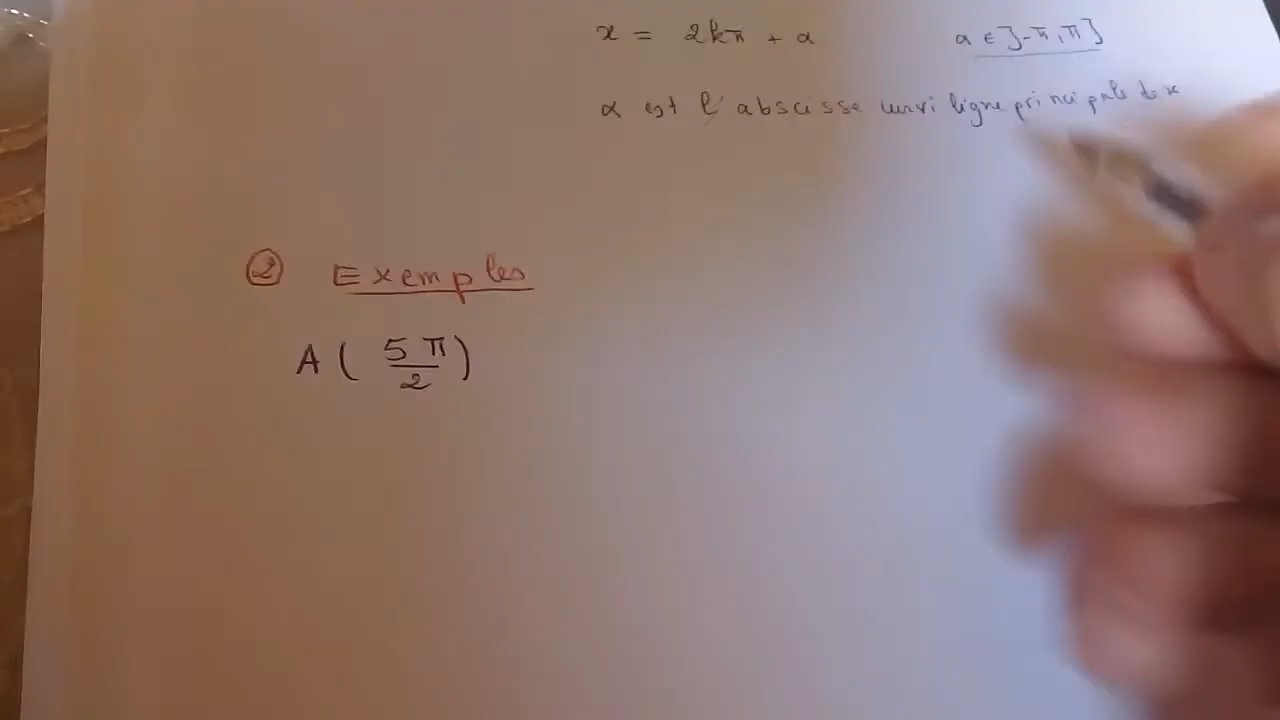 x = 2kπ + α α ∈ ]-π, π]
α est l'abscisse curviligne principale de x
② Exemples
A ( 5π/2 )